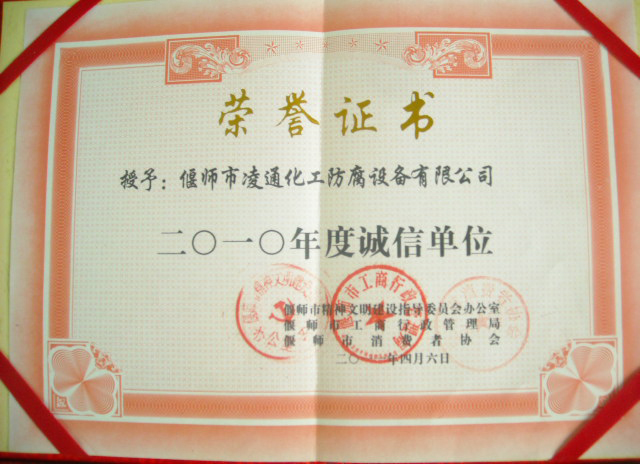 荣誉证书
授予：偃师市凌通化工防腐设备有限公司
二〇一〇年度诚信单位
偃师市精神文明建设指导委员会办公室
偃师市工商行政管理局
偃师市消费者协会
二〇 年四月六日